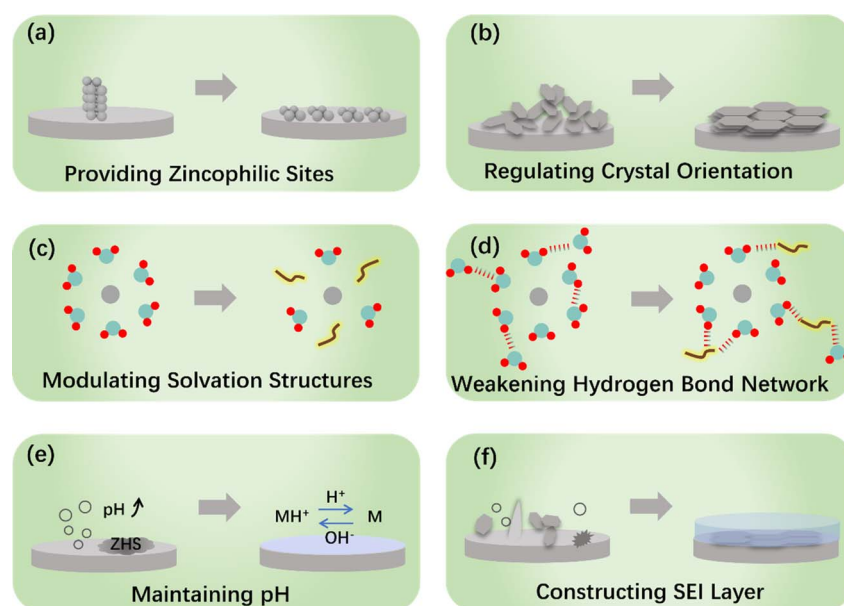 (a)
Providing Zincophilic Sites
(b)
Regulating Crystal Orientation
(c)
Modulating Solvation Structures
(d)
Weakening Hydrogen Bond Network
(e)
pH
ZHS
H⁺
MH⁺ M
OH⁻
Maintaining pH
(f)
Constructing SEI Layer